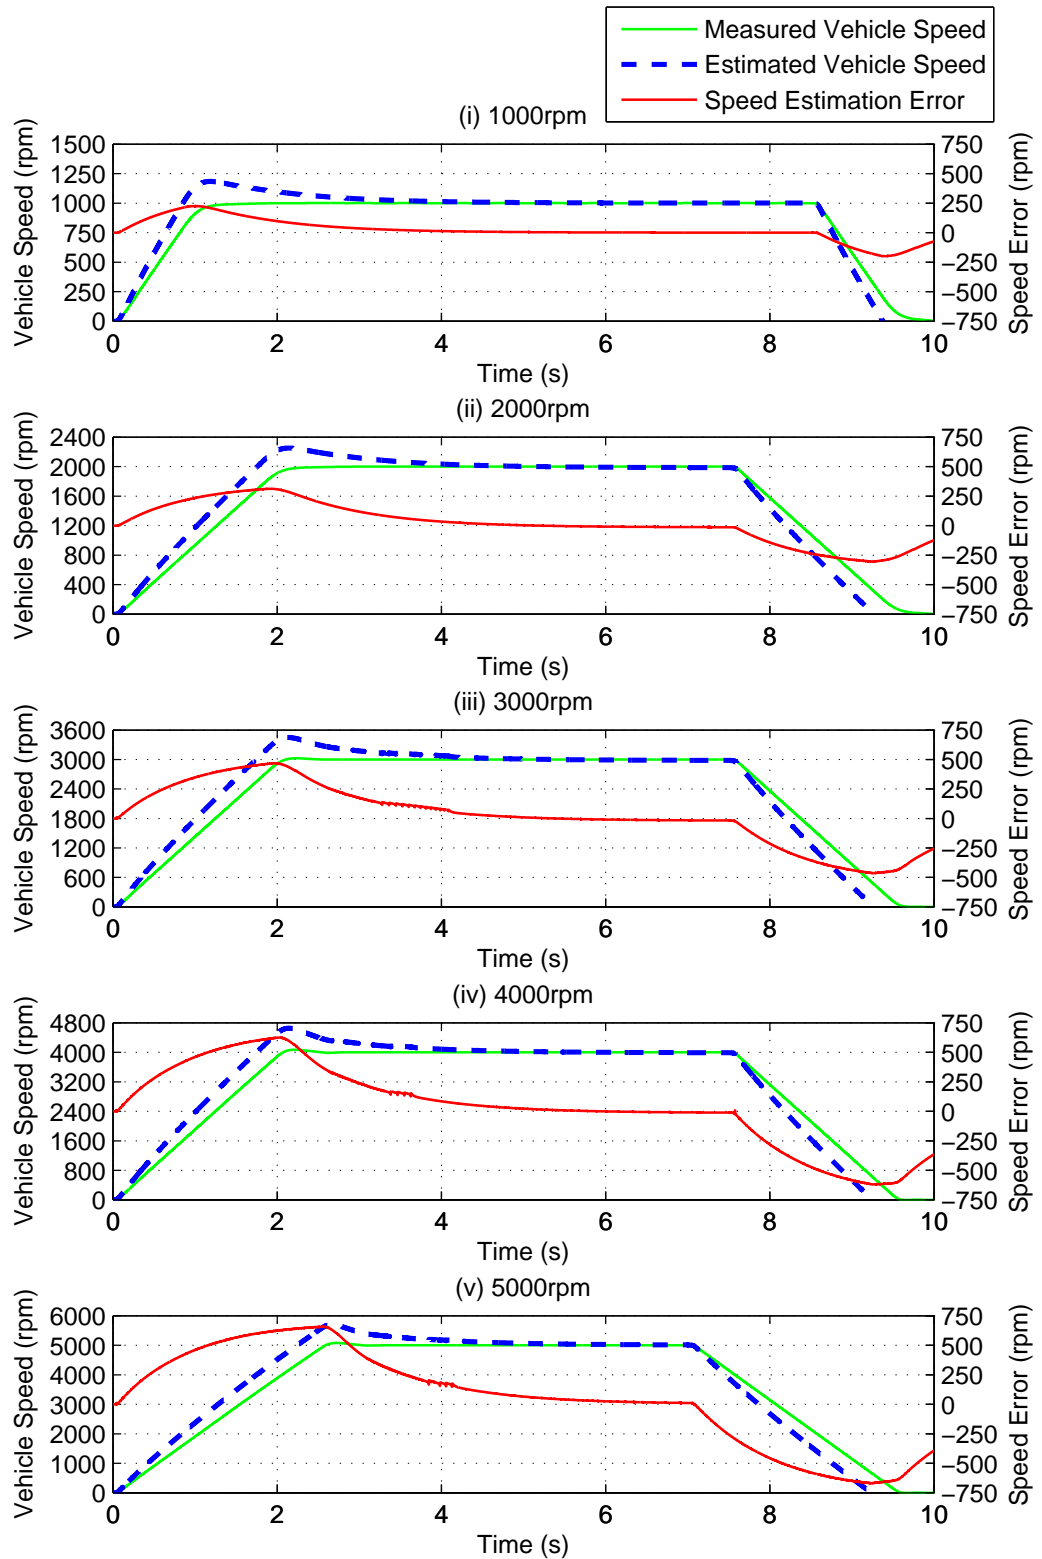 Measured Vehicle Speed
Estimated Vehicle Speed
Speed Estimation Error
(i) 1000rpm
Vehicle Speed (rpm)
1500
1250
1000
750
500
250
0
750
500
250
0
−250
−500
−750
Speed Error (rpm)
0 2 4 6 8 10
Time (s)
(ii) 2000rpm
Vehicle Speed (rpm)
2400
2000
1600
1200
800
400
0
750
500
250
0
−250
−500
−750
Speed Error (rpm)
0 2 4 6 8 10
Time (s)
(iii) 3000rpm
Vehicle Speed (rpm)
3600
3000
2400
1800
1200
600
0
750
500
250
0
−250
−500
−750
Speed Error (rpm)
0 2 4 6 8 10
Time (s)
(iv) 4000rpm
Vehicle Speed (rpm)
4800
4000
3200
2400
1600
800
0
750
500
250
0
−250
−500
−750
Speed Error (rpm)
0 2 4 6 8 10
Time (s)
(v) 5000rpm
Vehicle Speed (rpm)
6000
5000
4000
3000
2000
1000
0
750
500
250
0
−250
−500
−750
Speed Error (rpm)
0 2 4 6 8 10
Time (s)